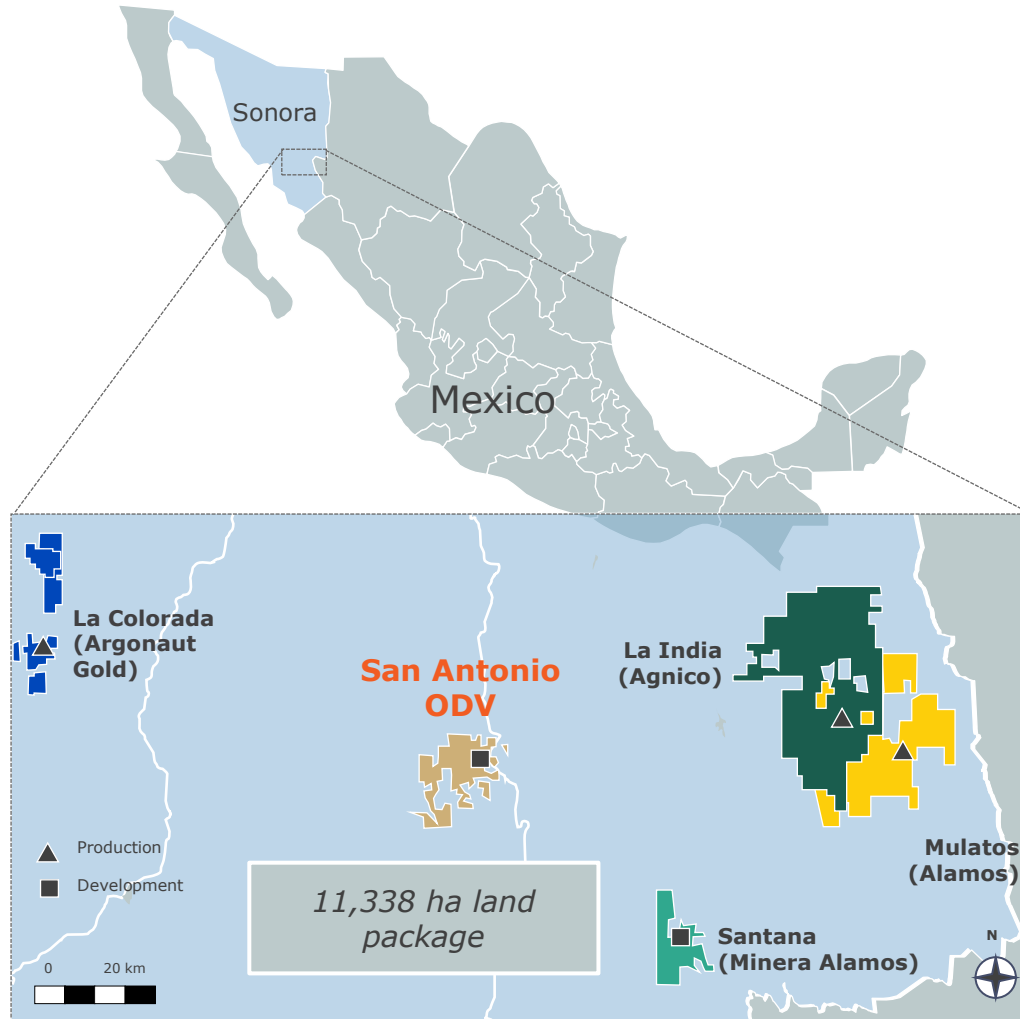 Sonora
Mexico
La Colorada
(Argonaut
Gold)
San Antonio
ODV
La India
(Agnico)
Mulatos
(Alamos)
Production
Development
11,338 ha land
package
Santana
(Minera Alamos)
0 20 km
N